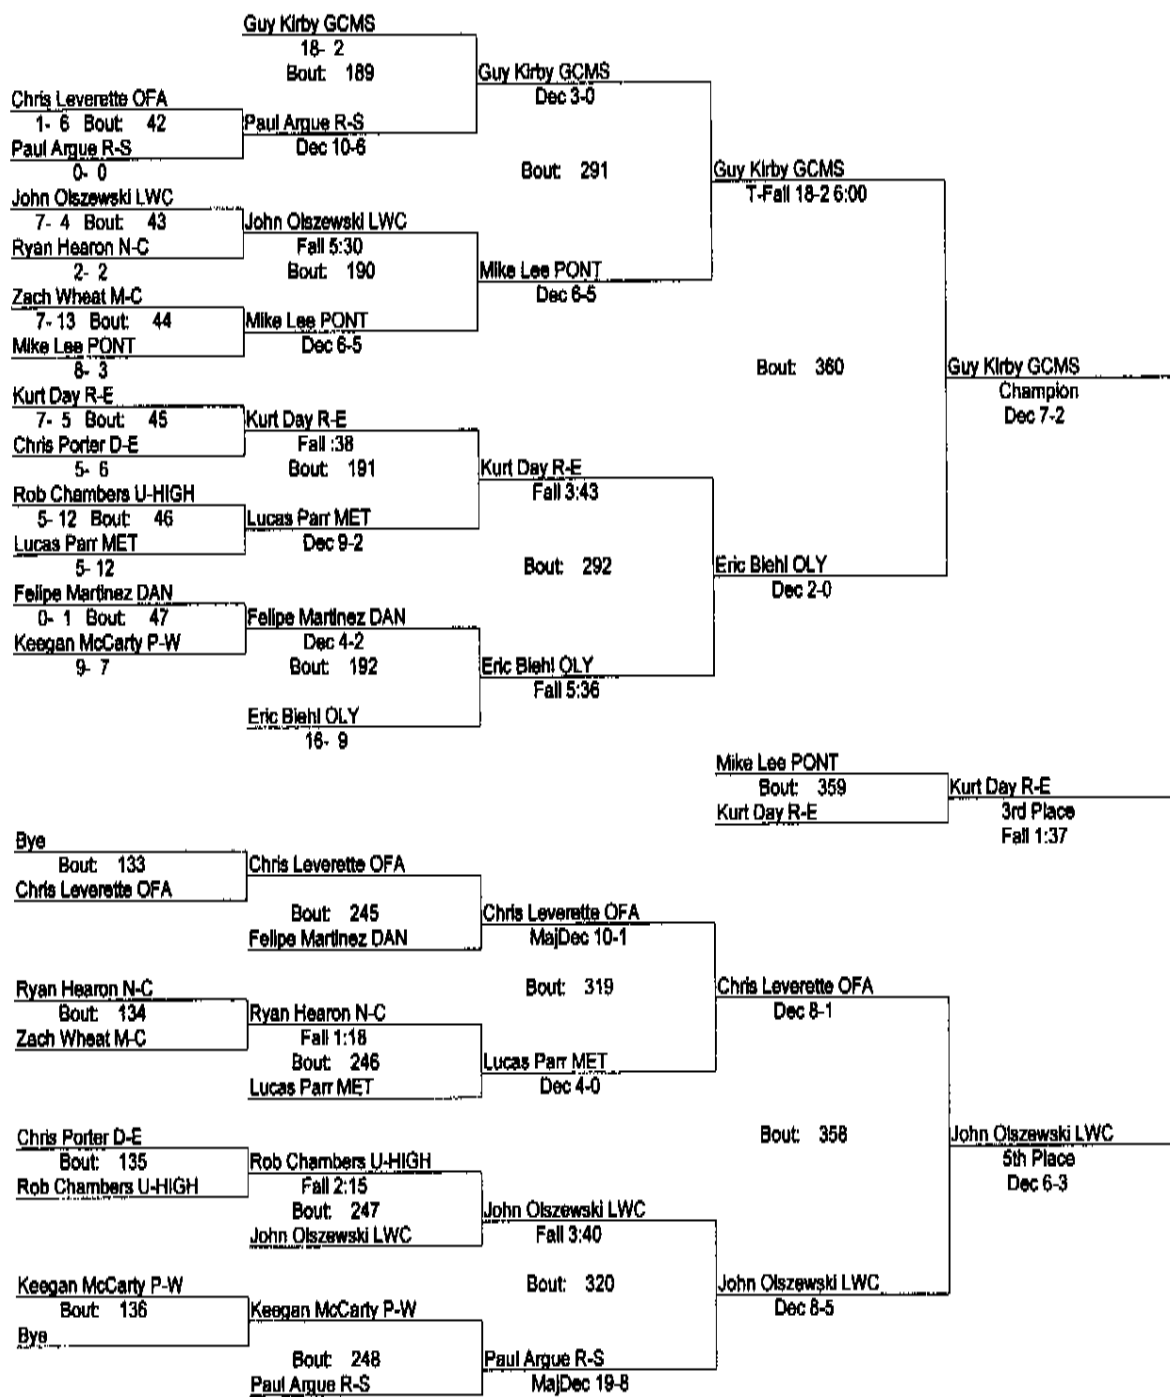 Guy Kirby GCMS
18- 2
Bout: 189
Guy Kirby GCMS
Dec 3-0
Chris Leverette OFA
1- 6 Bout: 42
Paul Argue R-S
Dec 10-6
Paul Argue R-S
0- 0
Bout: 291
Guy Kirby GCMS
T-Fall 18-2 6:00
John Olszewski LWC
7- 4 Bout: 43
John Olszewski LWC
Fall 5:30
Ryan Hearon N-C
2- 2
Bout: 190
Mike Lee PONT
Dec 6-5
Zach Wheat M-C
7- 13 Bout: 44
Mike Lee PONT
Dec 6-5
Mike Lee PONT
8- 3
Bout: 360
Guy Kirby GCMS
Champion
Dec 7-2
Kurt Day R-E
7- 5 Bout: 45
Kurt Day R-E
Fall :38
Chris Porter D-E
5- 6
Bout: 191
Kurt Day R-E
Fall 3:43
Rob Chambers U-HIGH
5- 12 Bout: 46
Lucas Parr MET
Dec 9-2
Lucas Parr MET
5- 12
Bout: 292
Eric Biehl OLY
Dec 2-0
Felipe Martinez DAN
0- 1 Bout: 47
Felipe Martinez DAN
Dec 4-2
Keegan McCarty P-W
9- 7
Bout: 192
Eric Biehl OLY
Fall 5:36
Eric Biehl OLY
16- 9
Mike Lee PONT
Bout: 359
Kurt Day R-E
Kurt Day R-E
3rd Place
Fall 1:37
Bye
Bout: 133
Chris Leverette OFA
Chris Leverette OFA
Bout: 245
Chris Leverette OFA
MajDec 10-1
Felipe Martinez DAN
Ryan Hearon N-C
Bout: 134
Bout: 319
Chris Leverette OFA
Dec 8-1
Ryan Hearon N-C
Fall 1:18
Zach Wheat M-C
Bout: 246
Lucas Parr MET
Dec 4-0
Lucas Parr MET
Chris Porter D-E
Bout: 135
Bout: 358
John Olszewski LWC
5th Place
Dec 6-3
Rob Chambers U-HIGH
Fall 2:15
Rob Chambers U-HIGH
Bout: 247
John Olszewski LWC
Fall 3:40
John Olszewski LWC
Keegan McCarty P-W
Bout: 136
Bout: 320
John Olszewski LWC
Dec 8-5
Keegan McCarty P-W
Bye
Bout: 248
Paul Argue R-S
MajDec 19-8
Paul Argue R-S